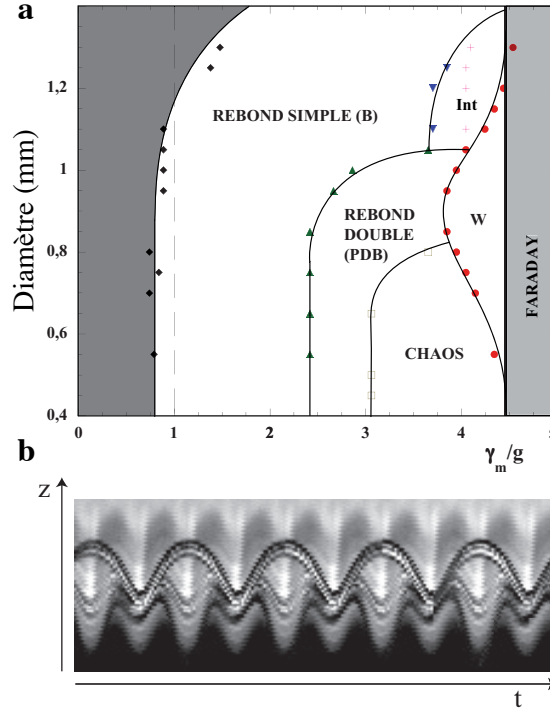 a
Diamètre (mm)
1,2
1
0,8
0,6
0,4
REBOND SIMPLE (B)
Int
REBOND
DOUBLE
(PDB)
W
CHAOS
FARADAY
0 1 2 3 4 5
γm/g
b
z
t